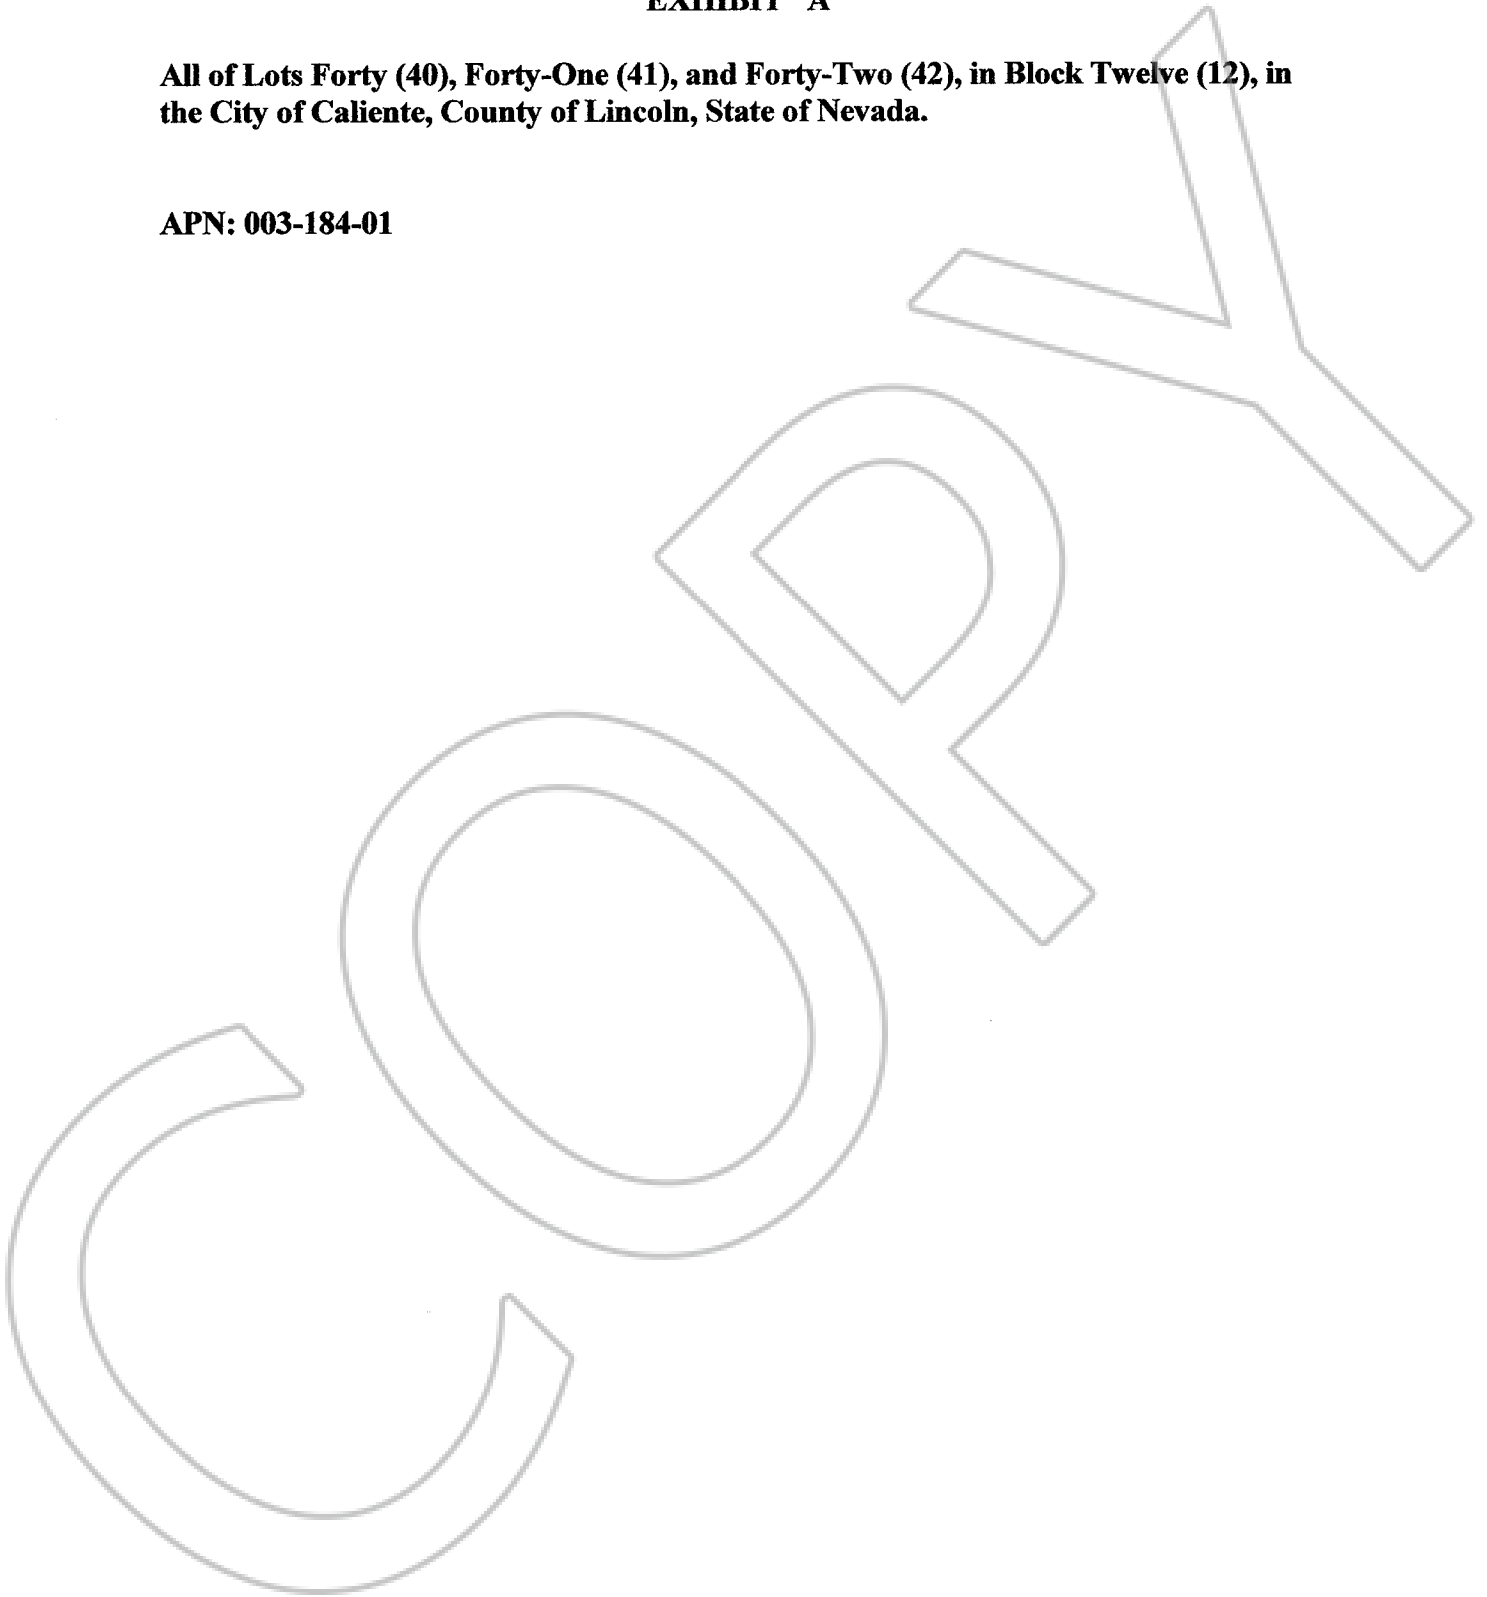 EXHIBIT A
All of Lots Forty (40), Forty-One (41), and Forty-Two (42), in Block Twelve (12), in
the City of Caliente, County of Lincoln, State of Nevada.
APN: 003-184-01
COPY